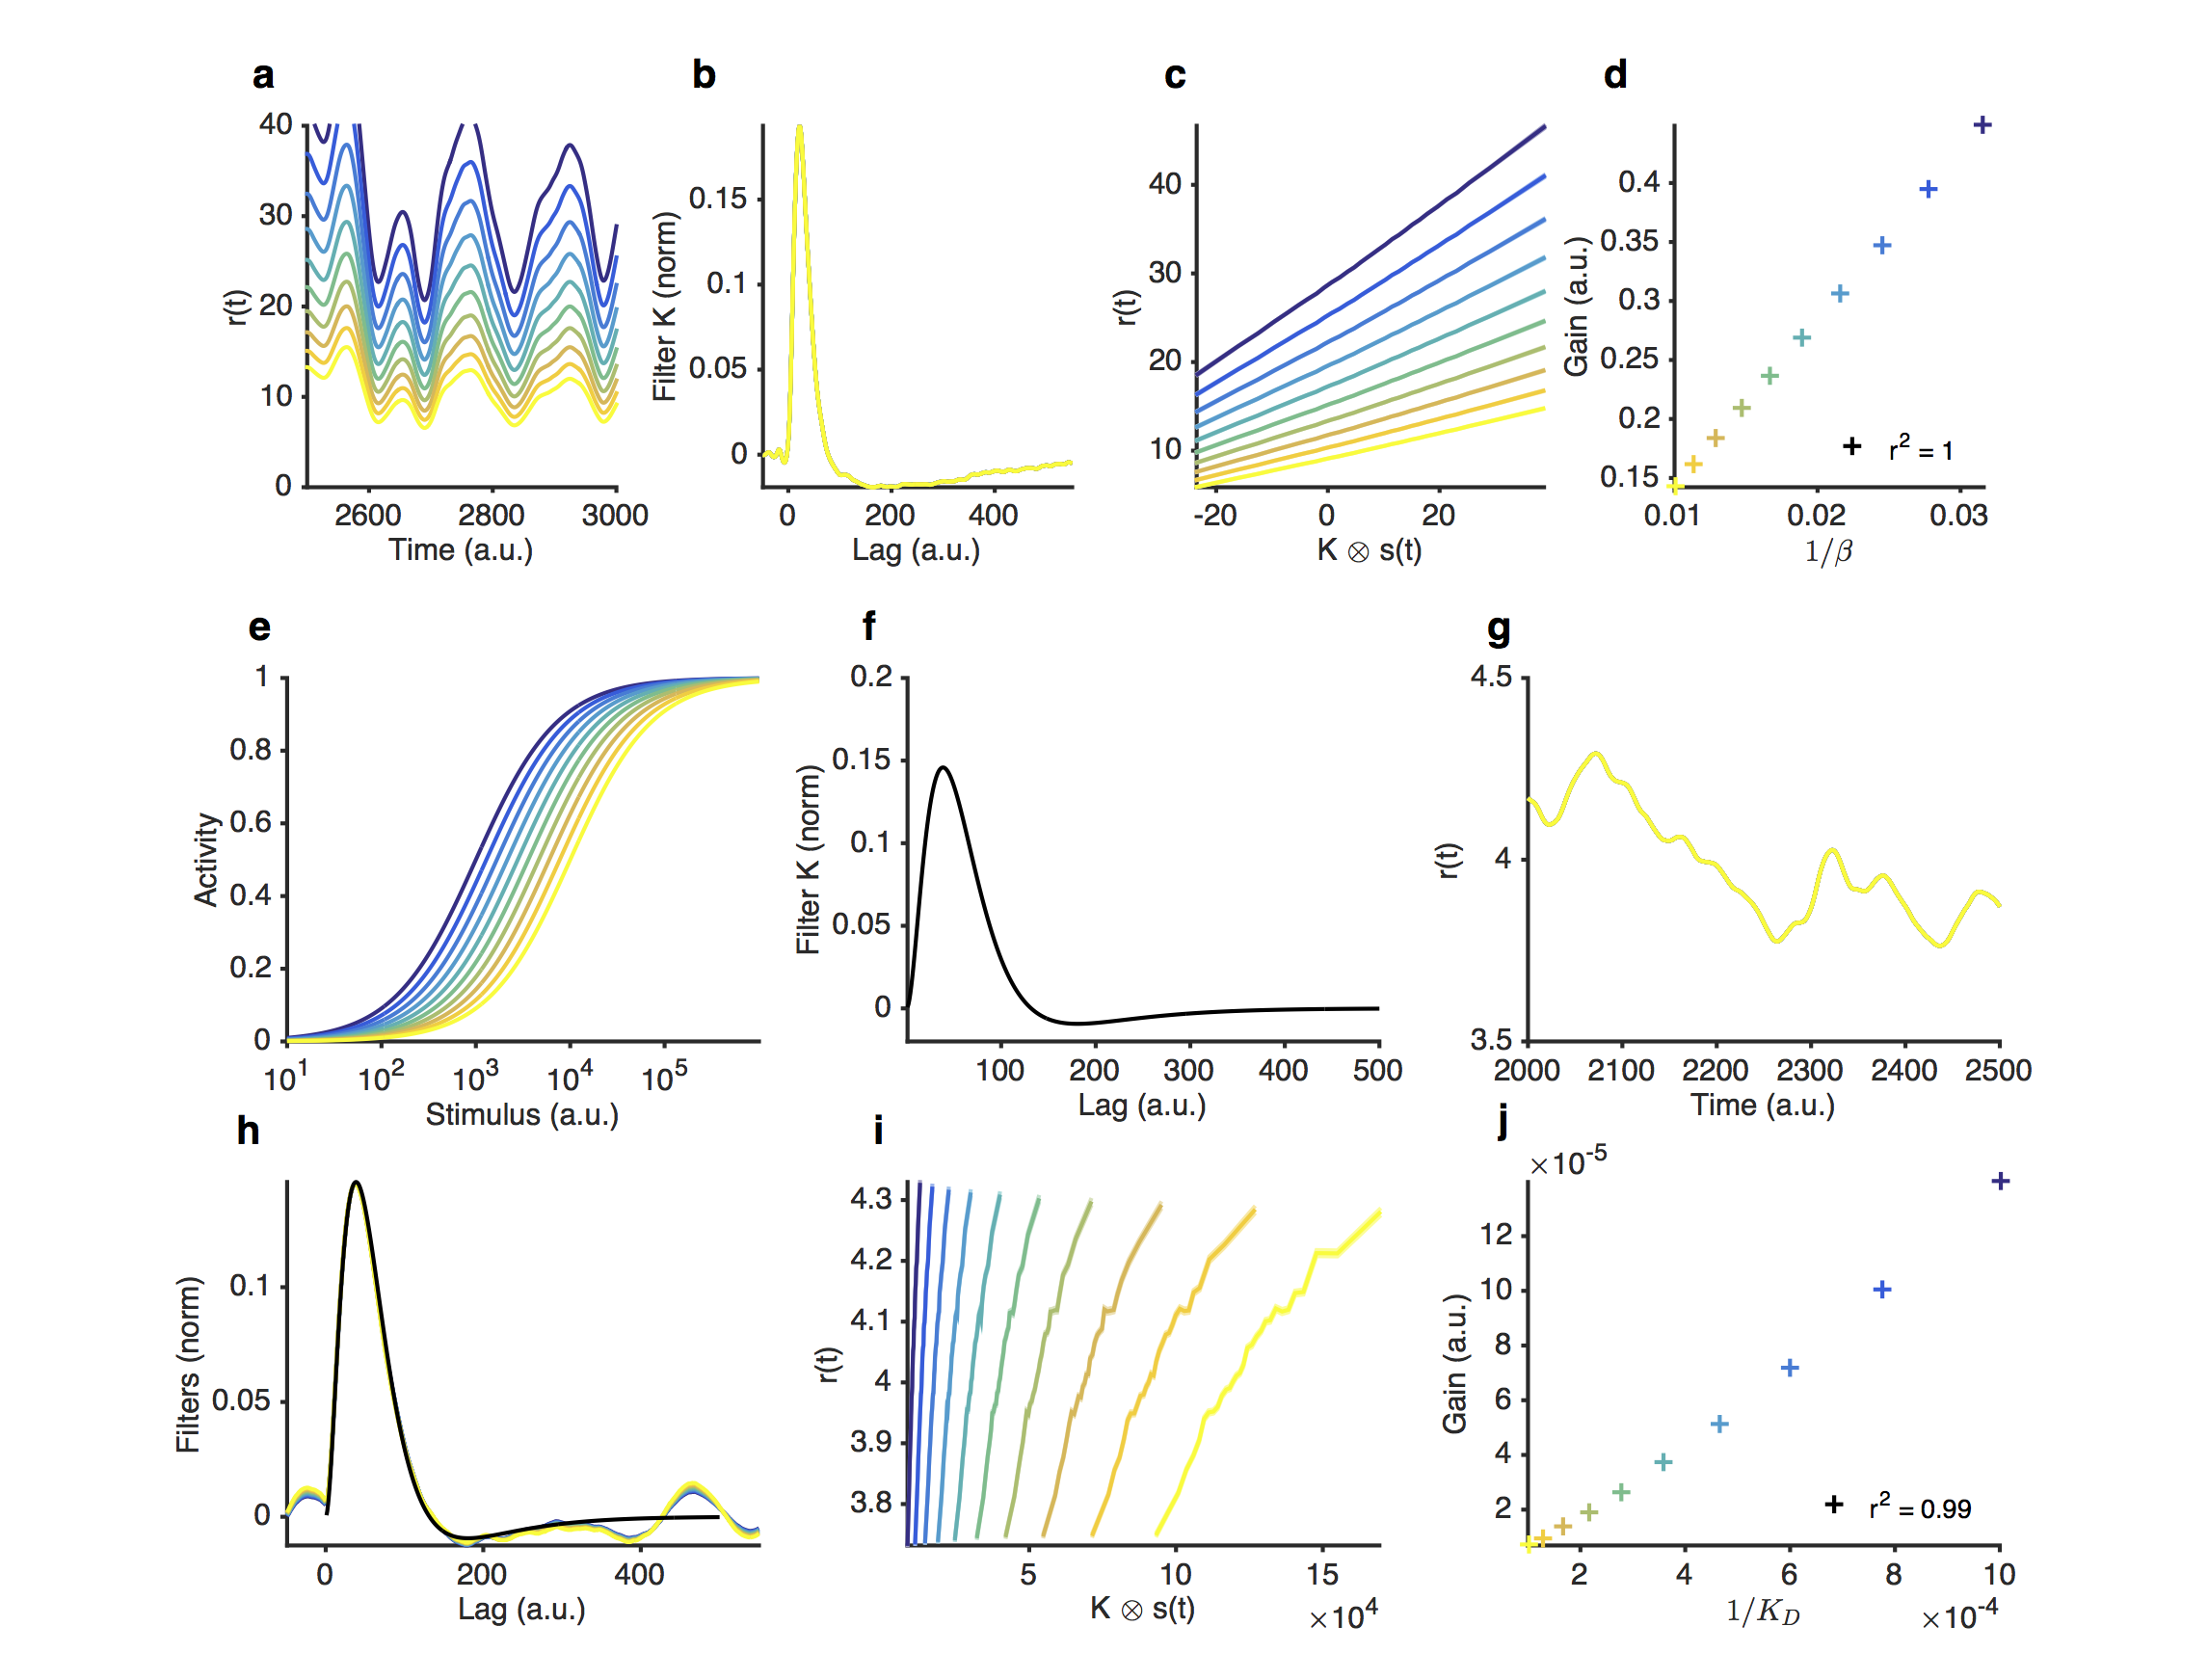 a
40
30
20
10
0
r(t)
2600 2800 3000
Time (a.u.)
b
0.15
0.1
0.05
0
Filter K (norm)
0 200 400
Lag (a.u.)
c
40
30
20
10
r(t)
-20 0 20
K ⊗ s(t)
d
0.4
0.35
0.3
0.25
0.2
0.15
Gain (a.u.)
r² = 1
0.01 0.02 0.03
1/β
e
1
0.8
0.6
0.4
0.2
0
Activity
10¹ 10² 10³ 10⁴ 10⁵
Stimulus (a.u.)
f
0.2
0.15
0.1
0.05
0
Filter K (norm)
100 200 300 400 500
Lag (a.u.)
g
4.5
4
3.5
r(t)
2000 2100 2200 2300 2400 2500
Time (a.u.)
h
0.1
0.05
0
Filters (norm)
0 200 400
Lag (a.u.)
i
4.3
4.2
4.1
4
3.9
3.8
r(t)
5 10 15
K ⊗ s(t)
×10⁴
j
×10⁻⁵
12
10
8
6
4
2
Gain (a.u.)
r² = 0.99
2 4 6 8 10
1/K_D
×10⁻⁴